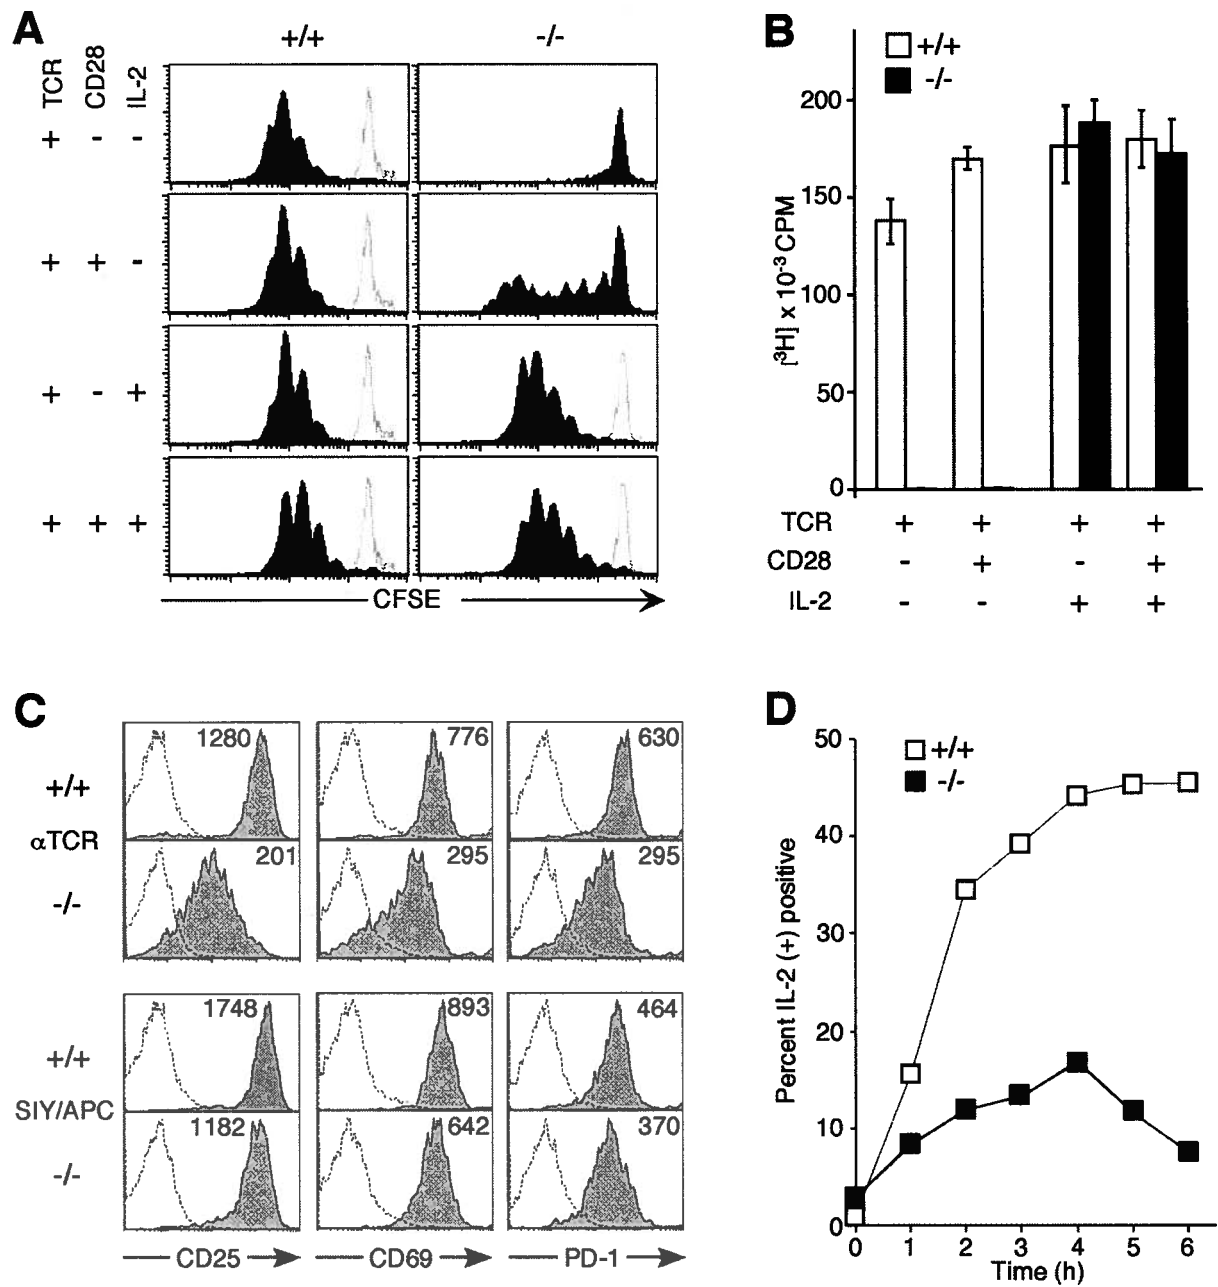 A
+/+
-/-
TCR
CD28
IL-2
+ - -
+ + -
+ - +
+ + +
CFSE
B
+/+
-/-
[³H] x 10⁻³ CPM
200
150
100
50
0
TCR + + + +
CD28 - + - +
IL-2 - - + +
C
+/+
αTCR
-/-
1280
776
630
201
295
295
+/+
SIY/APC
-/-
1748
893
464
1182
642
370
CD25
CD69
PD-1
D
+/+
-/-
Percent IL-2 (+) positive
50
40
30
20
10
0
0 1 2 3 4 5 6
Time (h)